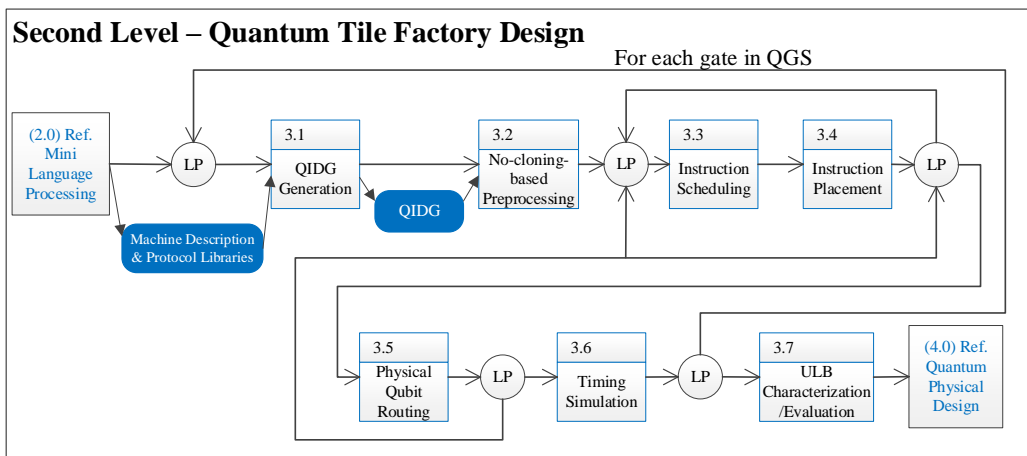 Second Level – Quantum Tile Factory Design
For each gate in QGS
(2.0) Ref.
Mini
Language
Processing
LP
3.1
QIDG
Generation
3.2
No-cloning-
based
Preprocessing
LP
3.3
Instruction
Scheduling
3.4
Instruction
Placement
LP
QIDG
Machine Description
& Protocol Libraries
3.5
Physical
Qubit
Routing
LP
3.6
Timing
Simulation
LP
3.7
ULB
Characterization
/Evaluation
(4.0) Ref.
Quantum
Physical
Design